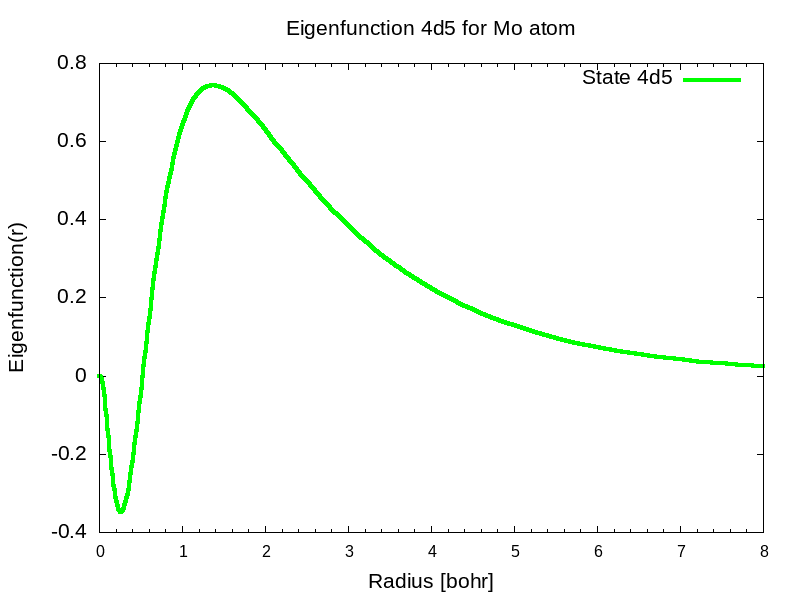 Eigenfunction 4d5 for Mo atom
State 4d5
0.8
0.6
0.4
0.2
0
-0.2
-0.4
Eigenfunction(r)
0 1 2 3 4 5 6 7 8
Radius [bohr]